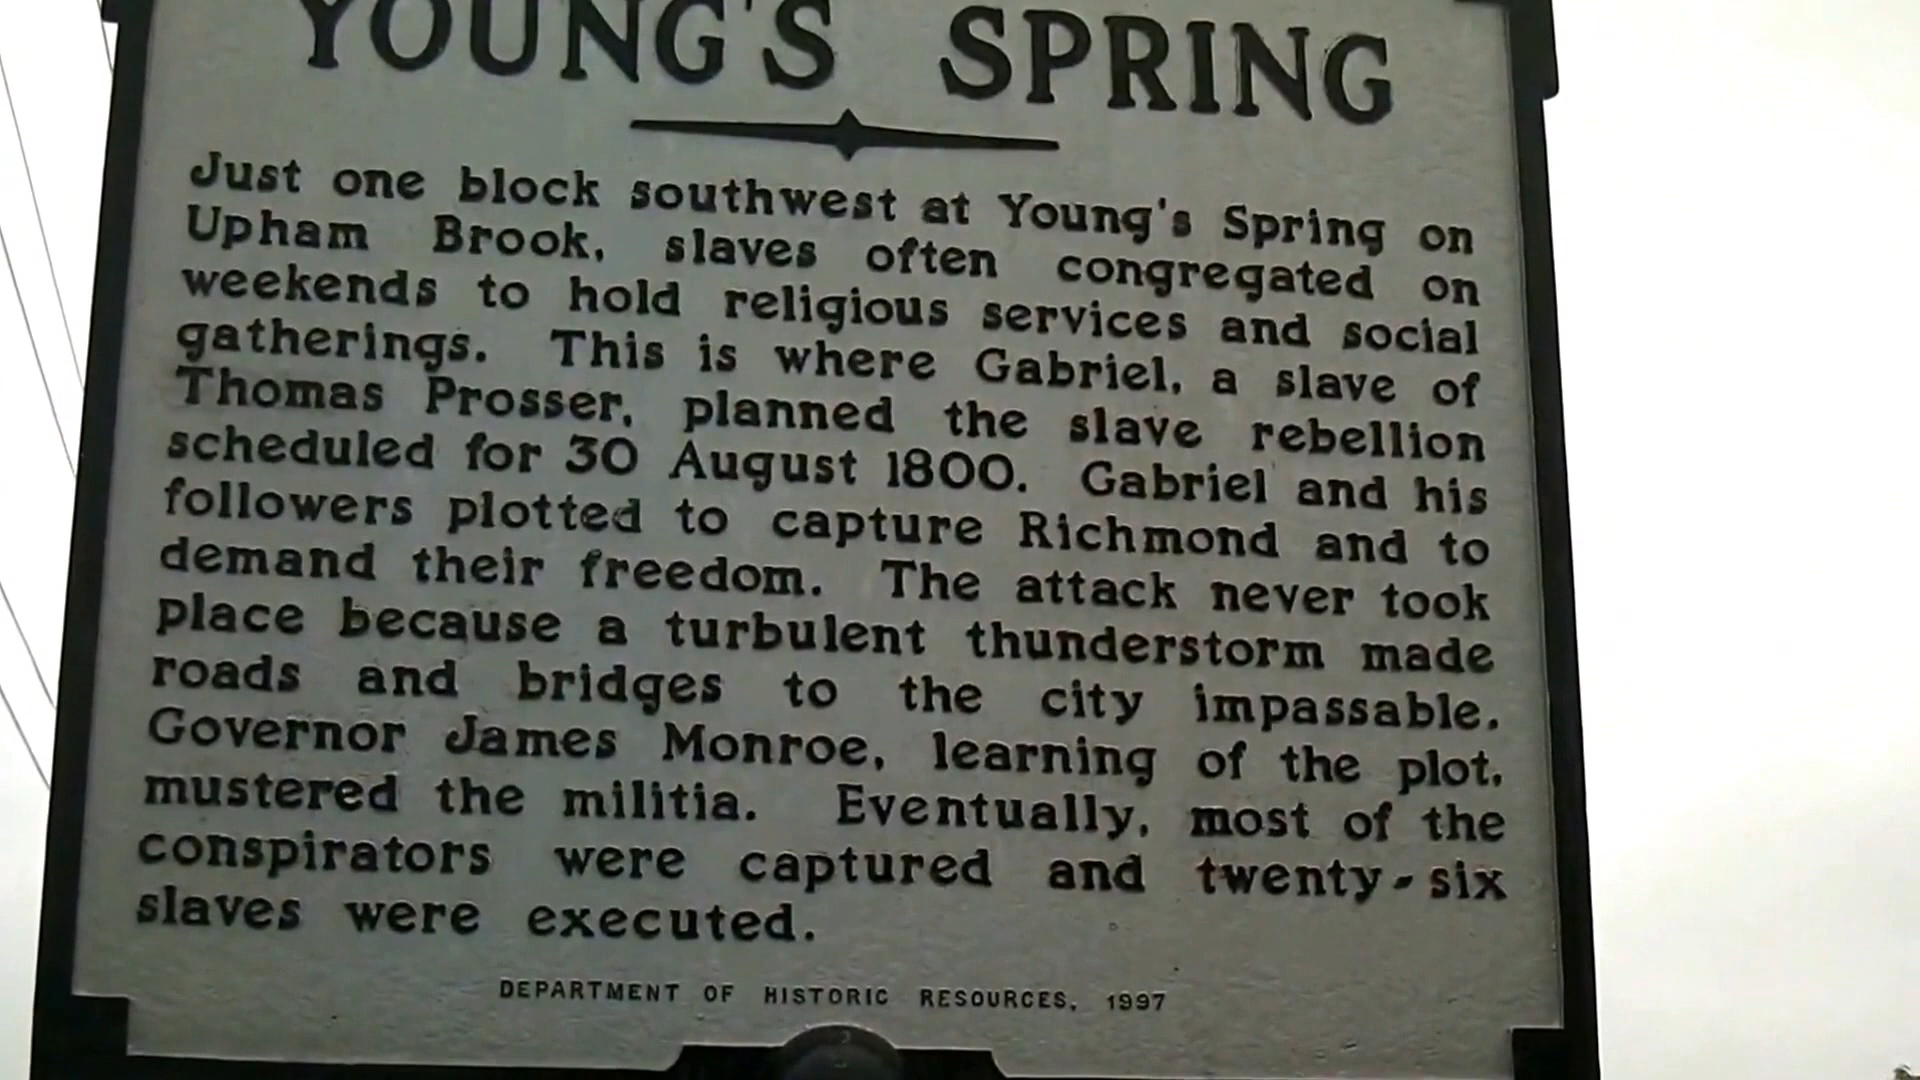 YOUNG'S SPRING
Just one block southwest at Young's Spring on
Upham Brook, slaves often congregated on
weekends to hold religious services and social
gatherings. This is where Gabriel, a slave of
Thomas Prosser, planned the slave rebellion
scheduled for 30 August 1800. Gabriel and his
followers plotted to capture Richmond and to
demand their freedom. The attack never took
place because a turbulent thunderstorm made
roads and bridges to the city impassable.
Governor James Monroe, learning of the plot,
mustered the militia. Eventually, most of the
conspirators were captured and twenty-six
slaves were executed.
DEPARTMENT OF HISTORIC RESOURCES, 1997